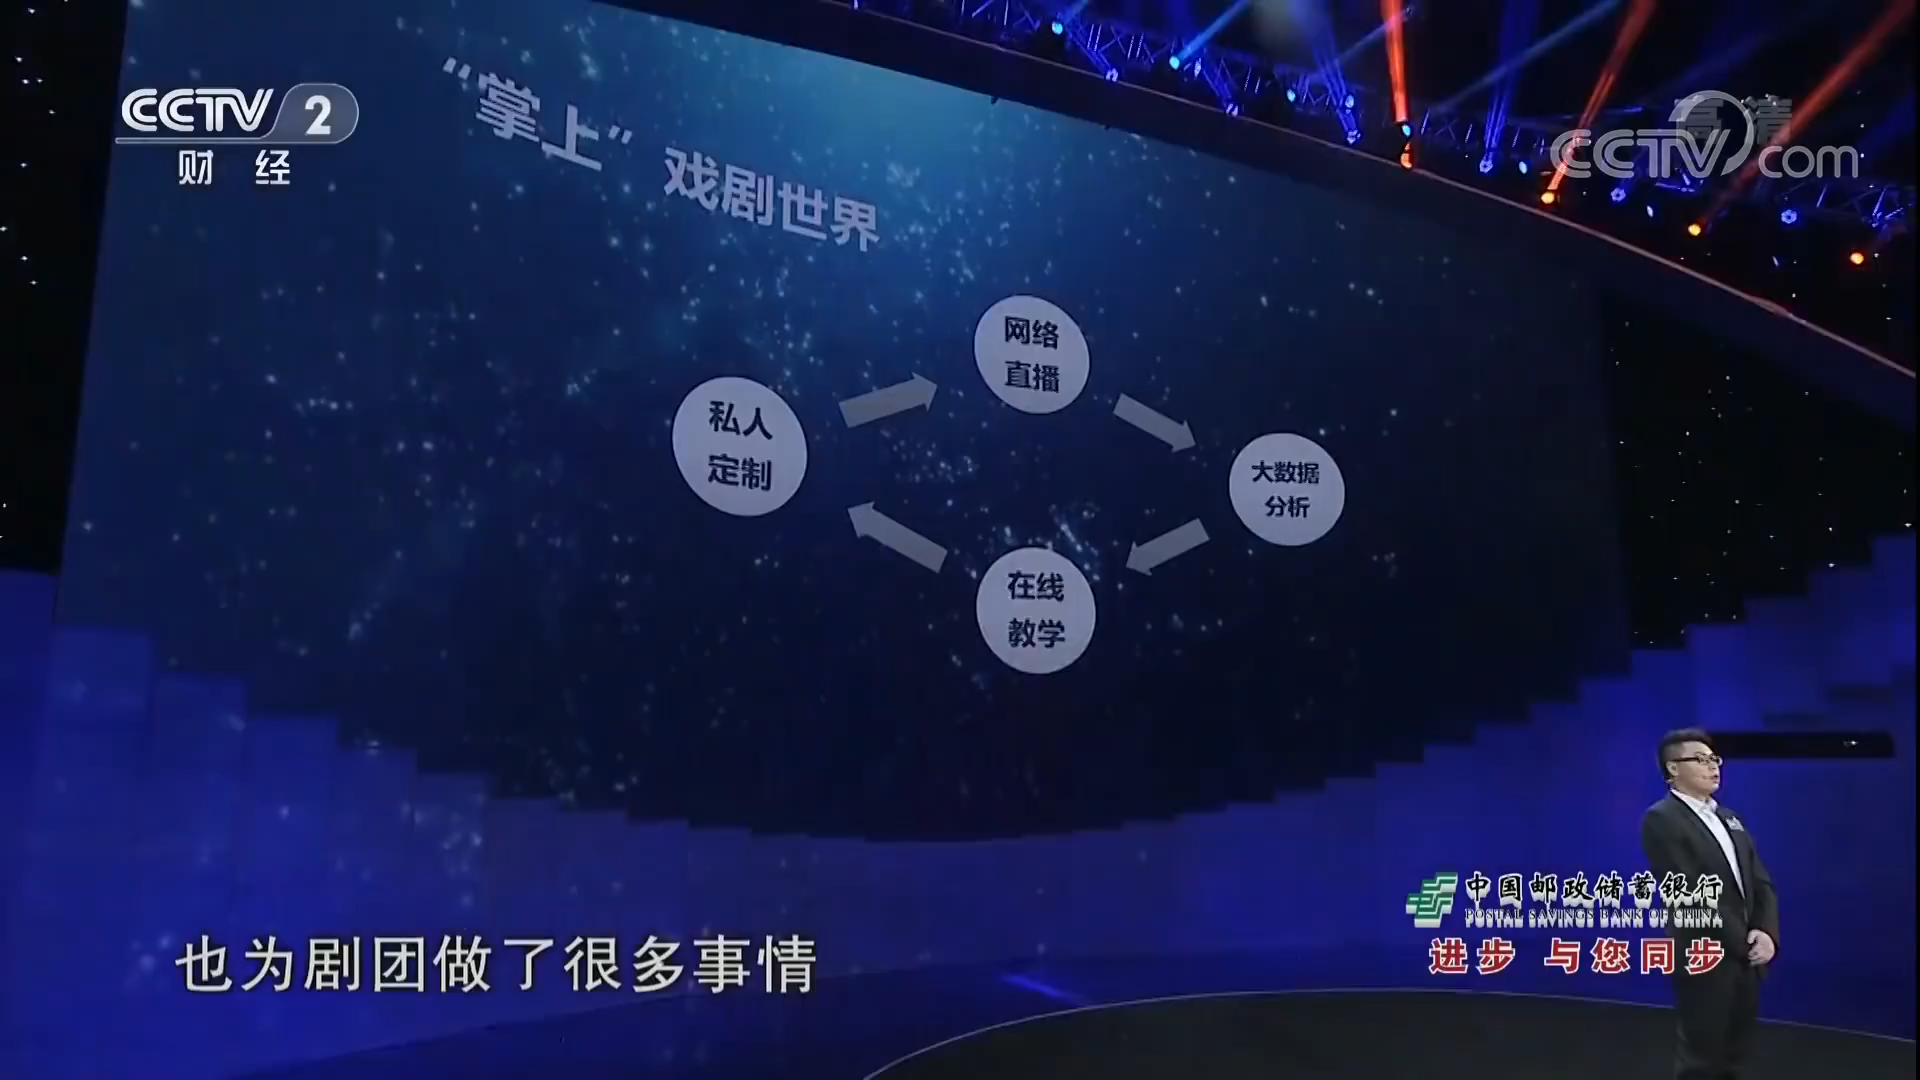 CCTV 2
财 经
高清
CCTV.com
“掌上”戏剧世界
网络
直播
私人
定制
大数据
分析
在线
教学
中国邮政储蓄银行
POSTAL SAVINGS BANK OF CHINA
进步 与您同步
也为剧团做了很多事情